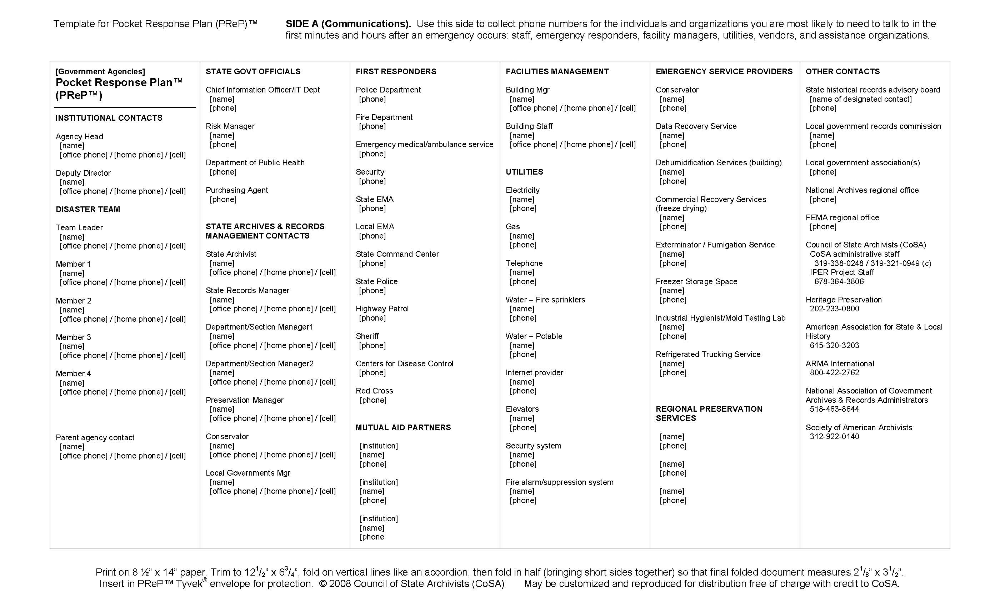 Template for Pocket Response Plan (PReP)™
SIDE A (Communications). Use this side to collect phone numbers for the individuals and organizations you are most likely to need to talk to in the
first minutes and hours after an emergency occurs: staff, emergency responders, facility managers, utilities, vendors, and assistance organizations.
[Government Agencies]
Pocket Response Plan™
(PReP™)
INSTITUTIONAL CONTACTS
Agency Head
[name]
[office phone] / [home phone] / [cell]
Deputy Director
[name]
[office phone] / [home phone] / [cell]
DISASTER TEAM
Team Leader
[name]
[office phone] / [home phone] / [cell]
Member 1
[name]
[office phone] / [home phone] / [cell]
Member 2
[name]
[office phone] / [home phone] / [cell]
Member 3
[name]
[office phone] / [home phone] / [cell]
Member 4
[name]
[office phone] / [home phone] / [cell]
Parent agency contact
[name]
[office phone] / [home phone] / [cell]
STATE GOVT OFFICIALS
Chief Information Officer/IT Dept
[name]
[phone]
Risk Manager
[name]
[phone]
Department of Public Health
[phone]
Purchasing Agent
[phone]
STATE ARCHIVES & RECORDS
MANAGEMENT CONTACTS
State Archivist
[name]
[office phone] / [home phone] / [cell]
State Records Manager
[name]
[office phone] / [home phone] / [cell]
Department/Section Manager1
[name]
[office phone] / [home phone] / [cell]
Department/Section Manager2
[name]
[office phone] / [home phone] / [cell]
Preservation Manager
[name]
[office phone] / [home phone] / [cell]
Conservator
[name]
[office phone] / [home phone] / [cell]
Local Governments Mgr
[name]
[office phone] / [home phone] / [cell]
FIRST RESPONDERS
Police Department
[phone]
Fire Department
[phone]
Emergency medical/ambulance service
[phone]
Security
[phone]
State EMA
[phone]
Local EMA
[phone]
State Command Center
[phone]
State Police
[phone]
Highway Patrol
[phone]
Sheriff
[phone]
Centers for Disease Control
[phone]
Red Cross
[phone]
MUTUAL AID PARTNERS
[institution]
[name]
[phone]
[institution]
[name]
[phone]
[institution]
[name]
[phone
FACILITIES MANAGEMENT
Building Mgr
[name]
[office phone] / [home phone] / [cell]
Building Staff
[name]
[office phone] / [home phone] / [cell]
UTILITIES
Electricity
[name]
[phone]
Gas
[name]
[phone]
Telephone
[name]
[phone]
Water – Fire sprinklers
[name]
[phone]
Water – Potable
[name]
[phone]
Internet provider
[name]
[phone]
Elevators
[name]
[phone]
Security system
[name]
[phone]
Fire alarm/suppression system
[name]
[phone]
EMERGENCY SERVICE PROVIDERS
Conservator
[name]
[phone]
Data Recovery Service
[name]
[phone]
Dehumidification Services (building)
[name]
[phone]
Commercial Recovery Services
(freeze drying)
[name]
[phone]
Exterminator / Fumigation Service
[name]
[phone]
Freezer Storage Space
[name]
[phone]
Industrial Hygienist/Mold Testing Lab
[name]
[phone]
Refrigerated Trucking Service
[name]
[phone]
REGIONAL PRESERVATION
SERVICES
[name]
[phone]
[name]
[phone]
[name]
[phone]
OTHER CONTACTS
State historical records advisory board
[name of designated contact]
[phone]
Local government records commission
[name]
[phone]
Local government association(s)
[phone]
National Archives regional office
[phone]
FEMA regional office
[phone]
Council of State Archivists (CoSA)
CoSA administrative staff
319-338-0248 / 319-321-0949 (c)
IPER Project Staff
678-364-3806
Heritage Preservation
202-233-0800
American Association for State & Local
History
615-320-3203
ARMA International
800-422-2762
National Association of Government
Archives & Records Administrators
518-463-8644
Society of American Archivists
312-922-0140
Print on 8 ½” x 14” paper. Trim to 12 1/2” x 6 3/4”, fold on vertical lines like an accordion, then fold in half (bringing short sides together) so that final folded document measures 2 1/8” x 3 1/2”.
Insert in PReP™ Tyvek® envelope for protection. © 2008 Council of State Archivists (CoSA) May be customized and reproduced for distribution free of charge with credit to CoSA.